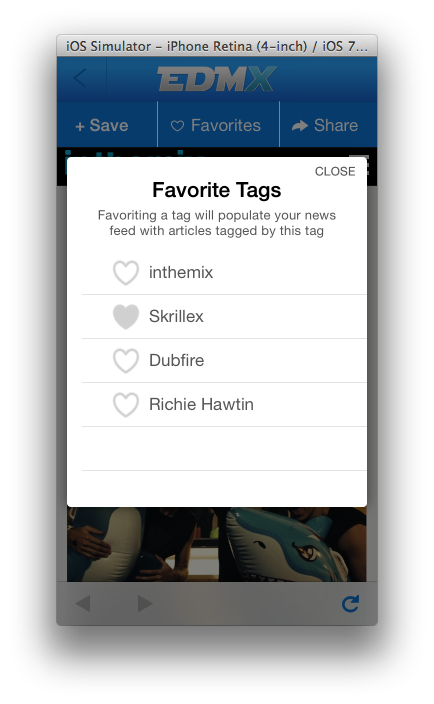 iOS Simulator – iPhone Retina (4-inch) / iOS 7...
EDMX
+ Save
Favorites
Share
inthemix
CLOSE
Favorite Tags
Favoriting a tag will populate your news
feed with articles tagged by this tag
inthemix
Skrillex
Dubfire
Richie Hawtin